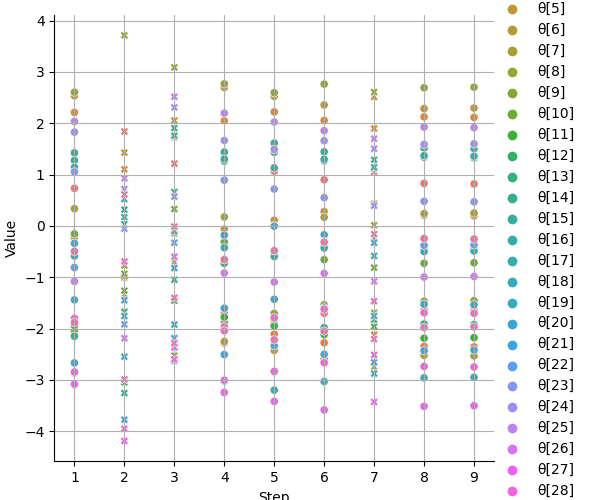 4
3
2
1
0
−1
−2
−3
−4
Value
1 2 3 4 5 6 7 8 9
Step
θ[5]
θ[6]
θ[7]
θ[8]
θ[9]
θ[10]
θ[11]
θ[12]
θ[13]
θ[14]
θ[15]
θ[16]
θ[17]
θ[18]
θ[19]
θ[20]
θ[21]
θ[22]
θ[23]
θ[24]
θ[25]
θ[26]
θ[27]
θ[28]